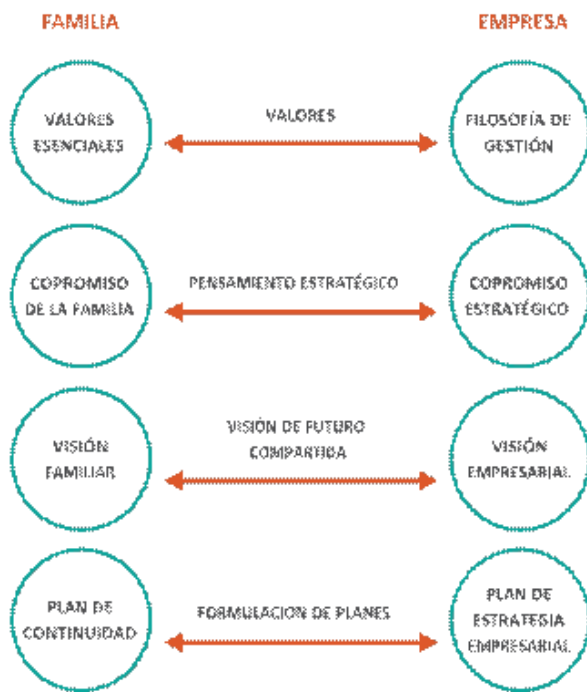 FAMILIA
EMPRESA
VALORES
ESENCIALES
VALORES
FILOSOFÍA DE
GESTIÓN
COPROMISO
DE LA FAMILIA
PENSAMIENTO ESTRATÉGICO
COPROMISO
ESTRATÉGICO
VISIÓN
FAMILIAR
VISIÓN DE FUTURO
COMPARTIDA
VISIÓN
EMPRESARIAL
PLAN DE
CONTINUIDAD
FORMULACION DE PLANES
PLAN DE
ESTRATEGIA
EMPRESARIAL